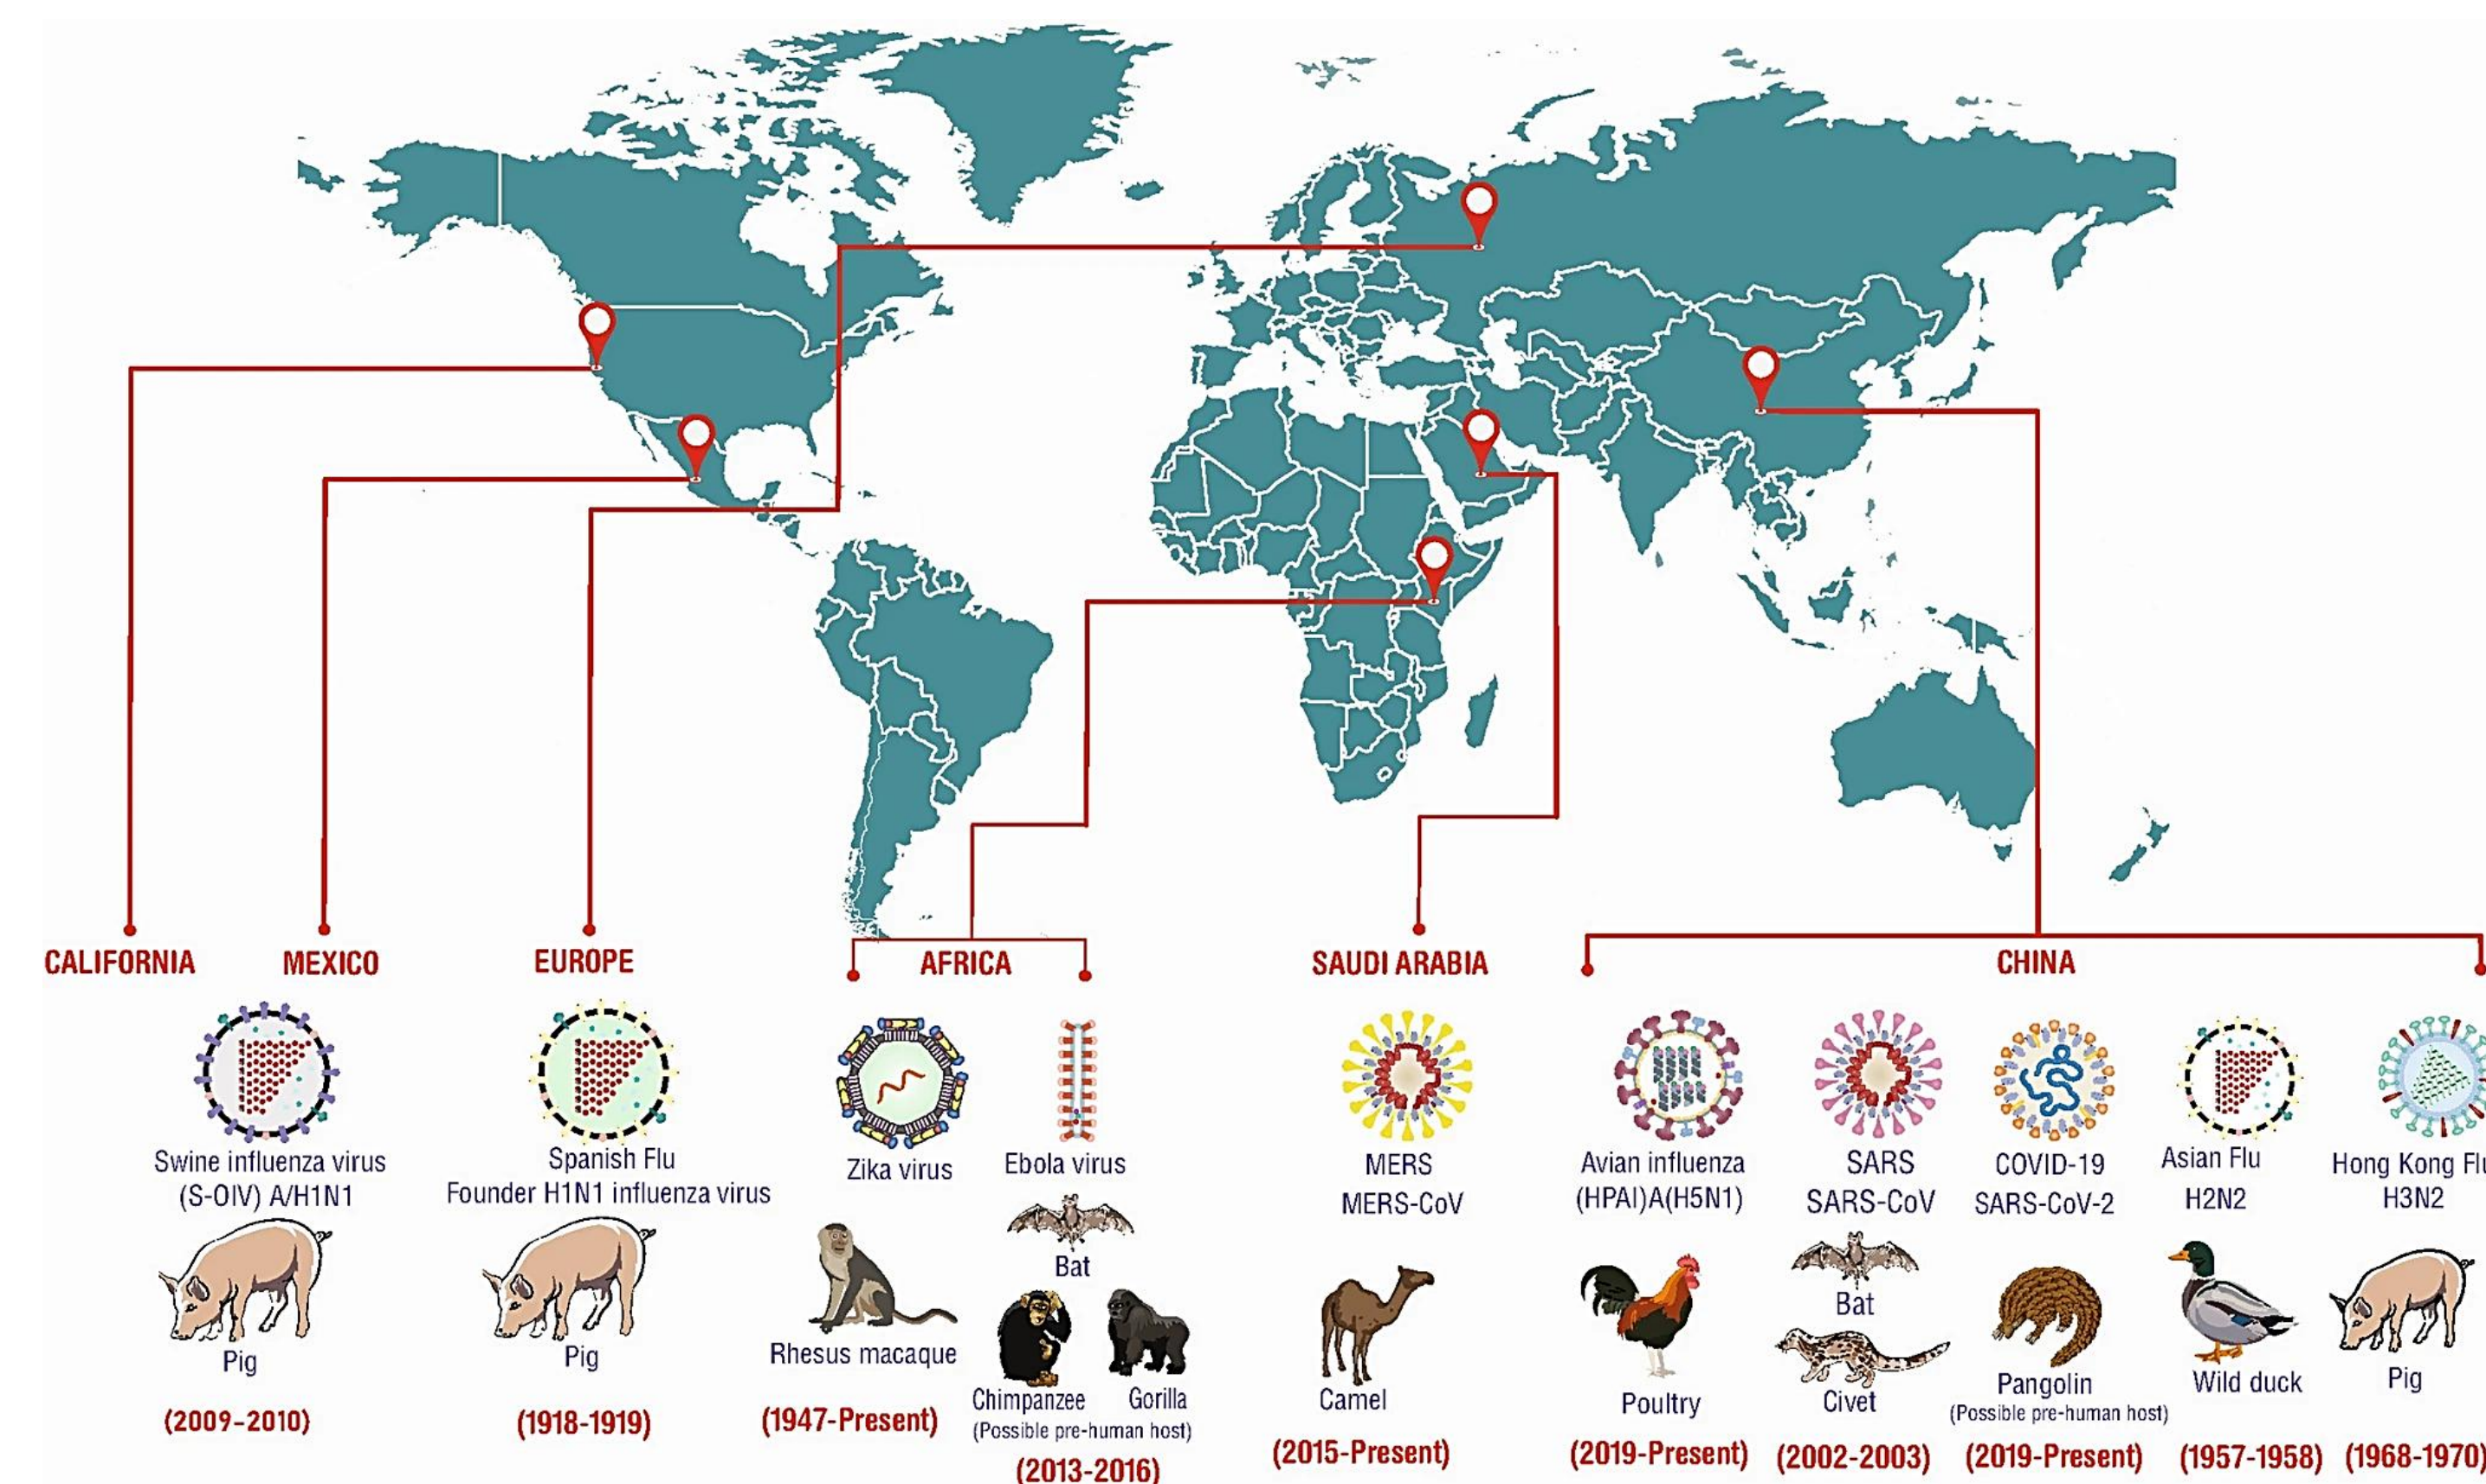 CALIFORNIA
MEXICO
EUROPE
AFRICA
SAUDI ARABIA
CHINA
Swine influenza virus
(S-OIV) A/H1N1
Pig
(2009-2010)
Spanish Flu
Founder H1N1 influenza virus
Pig
(1918-1919)
Zika virus
Rhesus macaque
(1947-Present)
Ebola virus
Bat
Chimpanzee
Gorilla
(Possible pre-human host)
(2013-2016)
MERS
MERS-CoV
Camel
(2015-Present)
Avian influenza
(HPAI)A(H5N1)
Poultry
(2019-Present)
SARS
SARS-CoV
Bat
Civet
(2002-2003)
COVID-19
SARS-CoV-2
Pangolin
(Possible pre-human host)
(2019-Present)
Asian Flu
H2N2
Wild duck
(1957-1958)
Hong Kong Flu
H3N2
Pig
(1968-1970)